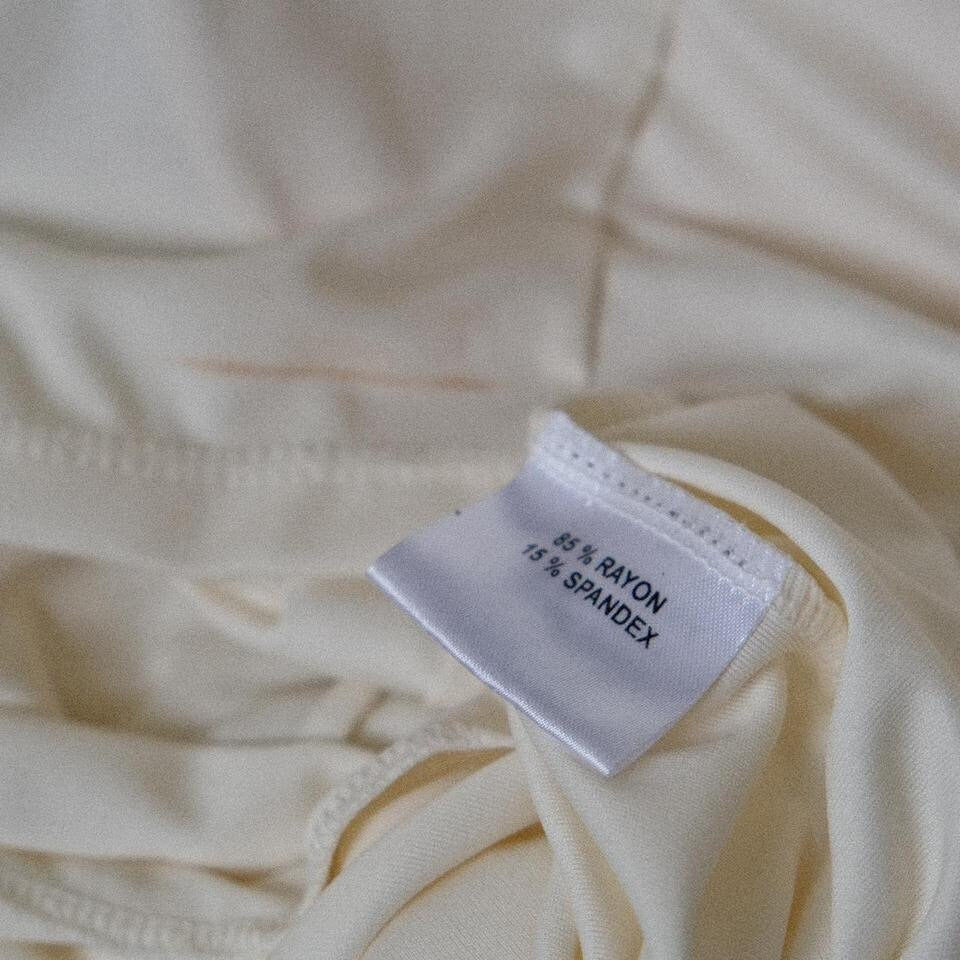 85 % RAYON
15 % SPANDEX